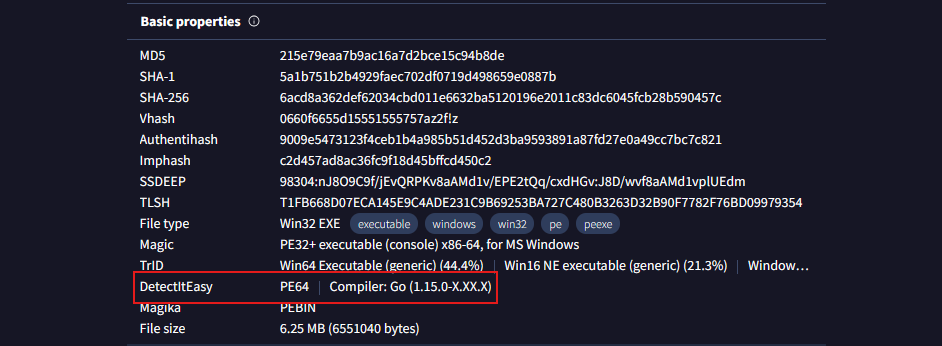 Basic properties
MD5 215e79eaa7b9ac16a7d2bce15c94b8de
SHA-1 5a1b751b2b4929faec702df0719d498659e0887b
SHA-256 6acd8a362def62034cbd011e6632ba5120196e2011c83dc6045fcb28b590457c
Vhash 0660f6655d15551555757az2f!z
Authentihash 9009e5473123f4ceb1b4a985b51d452d3ba9593891a87fd27e0a49cc7bc7c821
Imphash c2d457ad8ac36fc9f18d45bffcd450c2
SSDEEP 98304:nJ8O9C9f/jEvQRPKv8aAMd1v/EPE2tQq/cxdHGv:J8D/wvf8aAMd1vplUEdm
TLSH T1FB668D07ECA145E9C4ADE231C9B69253BA727C480B3263D32B90F7782F76BD09979354
File type Win32 EXE executable windows win32 pe peexe
Magic PE32+ executable (console) x86-64, for MS Windows
TrID Win64 Executable (generic) (44.4%) Win16 NE executable (generic) (21.3%) Window…
DetectItEasy PE64 Compiler: Go (1.15.0-X.XX.X)
Magika PEBIN
File size 6.25 MB (6551040 bytes)